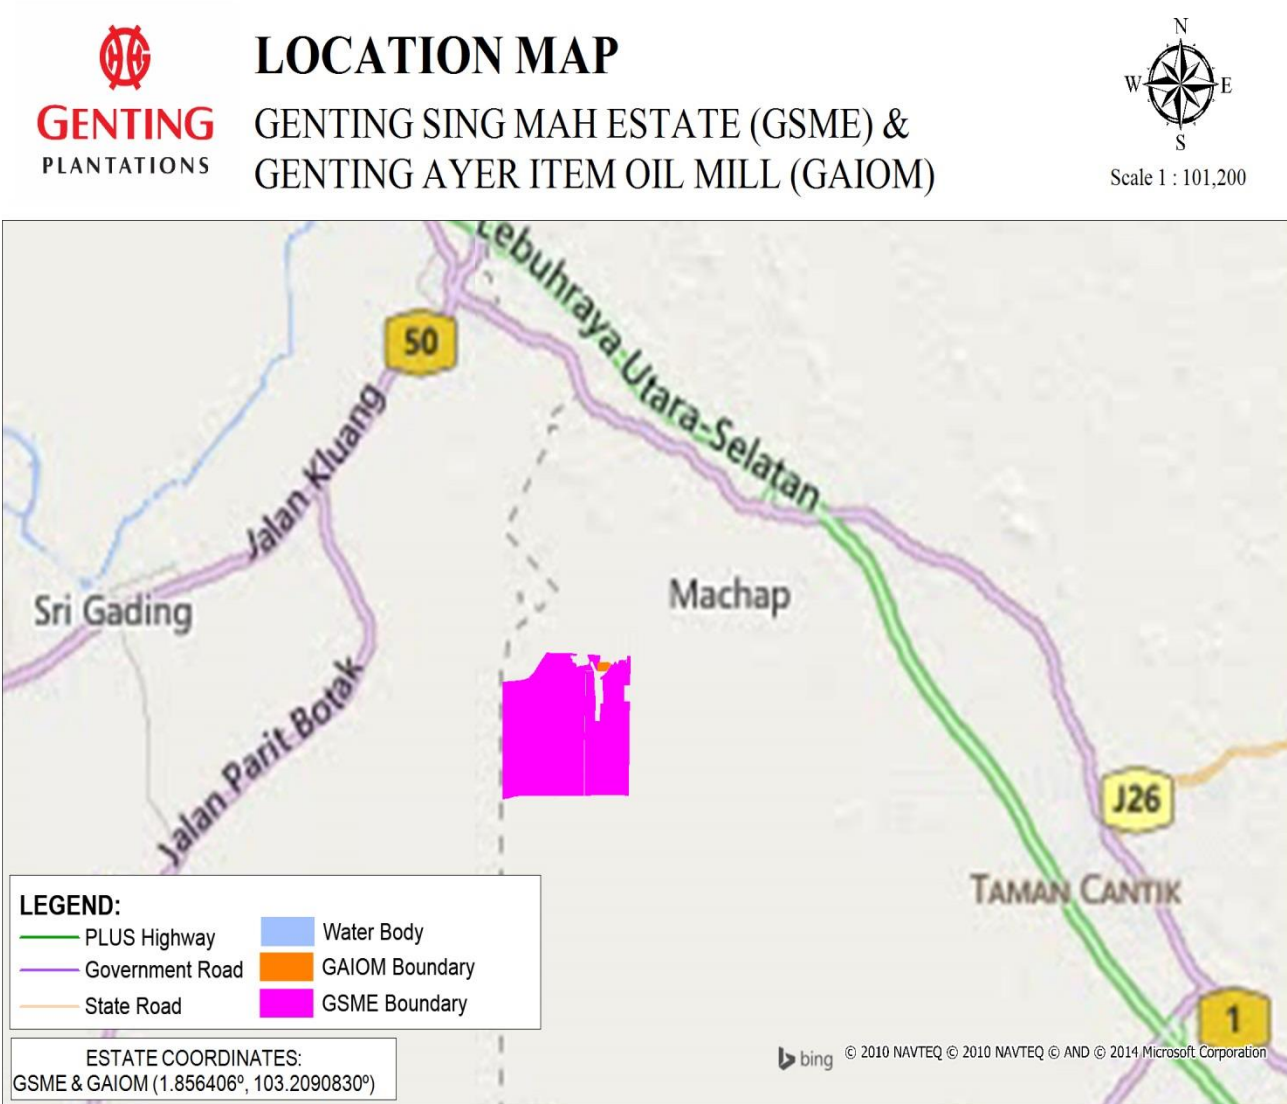 GENTING
PLANTATIONS
LOCATION MAP
GENTING SING MAH ESTATE (GSME) &
GENTING AYER ITEM OIL MILL (GAIOM)
N
W E
S
Scale 1 : 101,200
Lebuhraya Utara-Selatan
50
Jalan Kluang
Machap
Sri Gading
Jalan Parit Botak
J26
TAMAN CANTIK
1
LEGEND:
PLUS Highway
Government Road
State Road
Water Body
GAIOM Boundary
GSME Boundary
ESTATE COORDINATES:
GSME & GAIOM (1.856406º, 103.2090830º)
bing
© 2010 NAVTEQ © 2010 NAVTEQ © AND © 2014 Microsoft Corporation